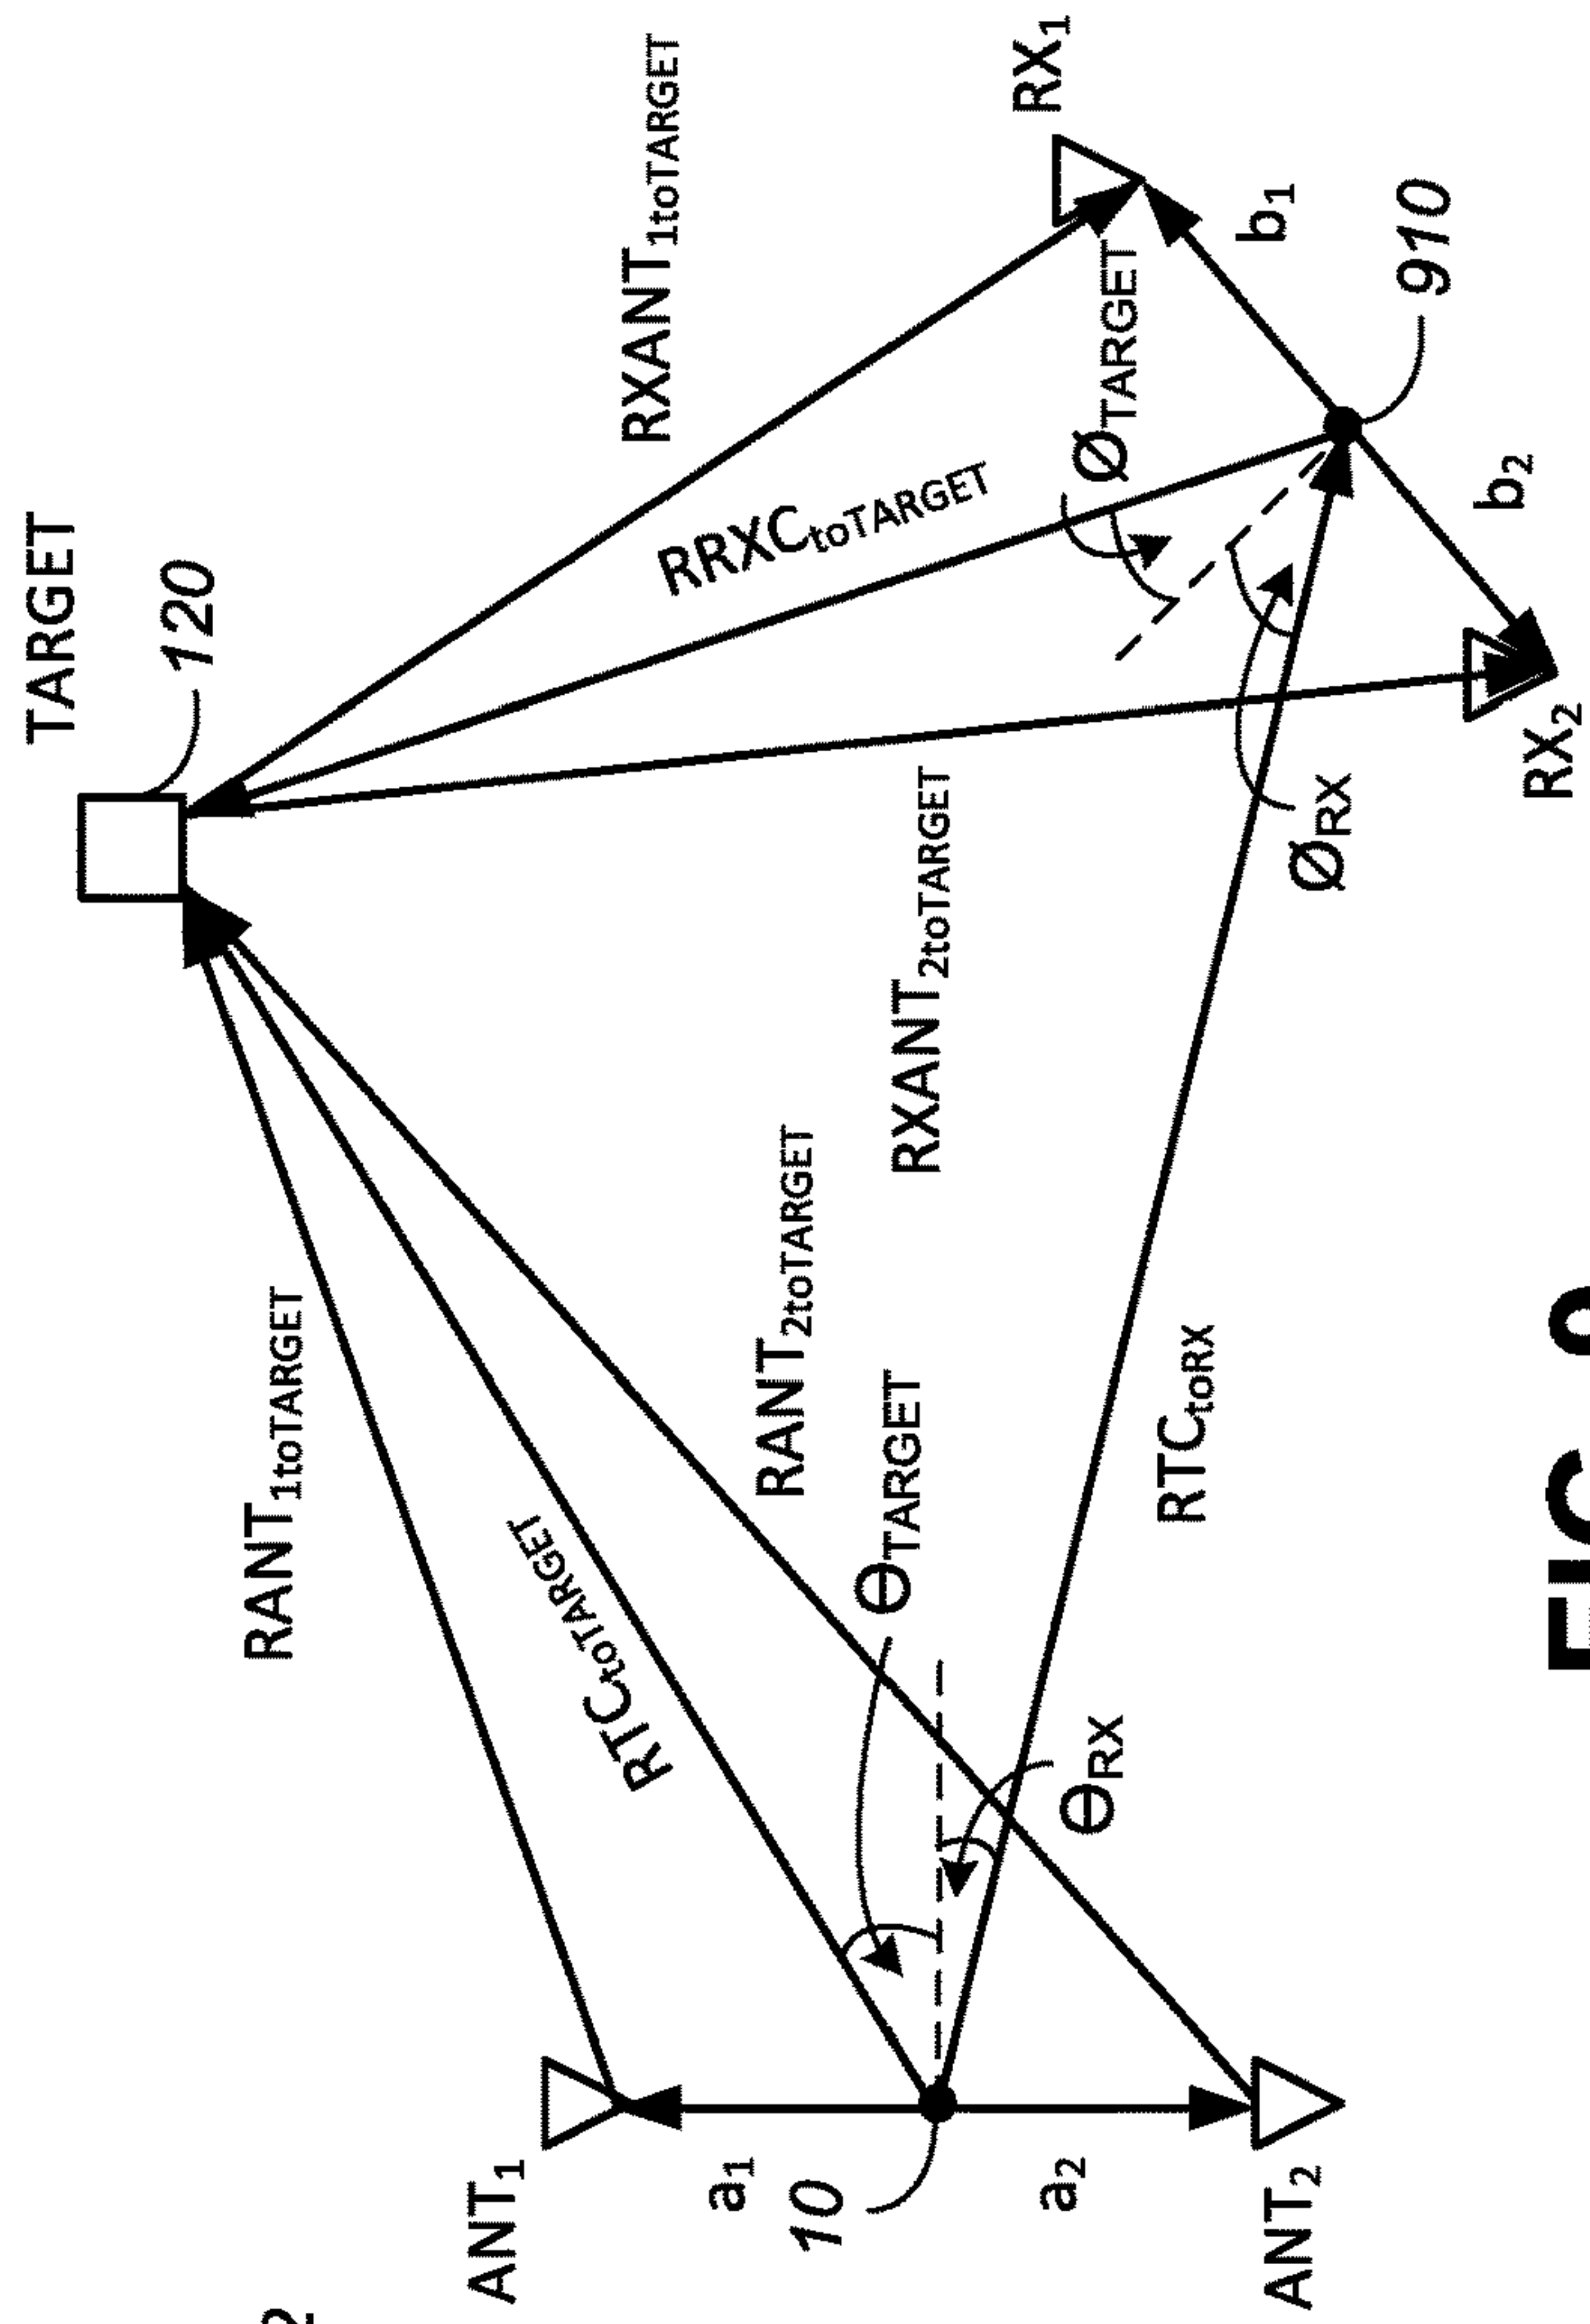 TARGET
120
RANT1toTARGET
RTCtoTARGET
RANT2toTARGET
RXANT1toTARGET
RRXCtoTARGET
RXANT2toTARGET
ANT1
a1
10
a2
ANT2
ϴTARGET
ϴRX
RTCtoRX
ØTARGET
ØRX
RX1
b1
910
b2
RX2